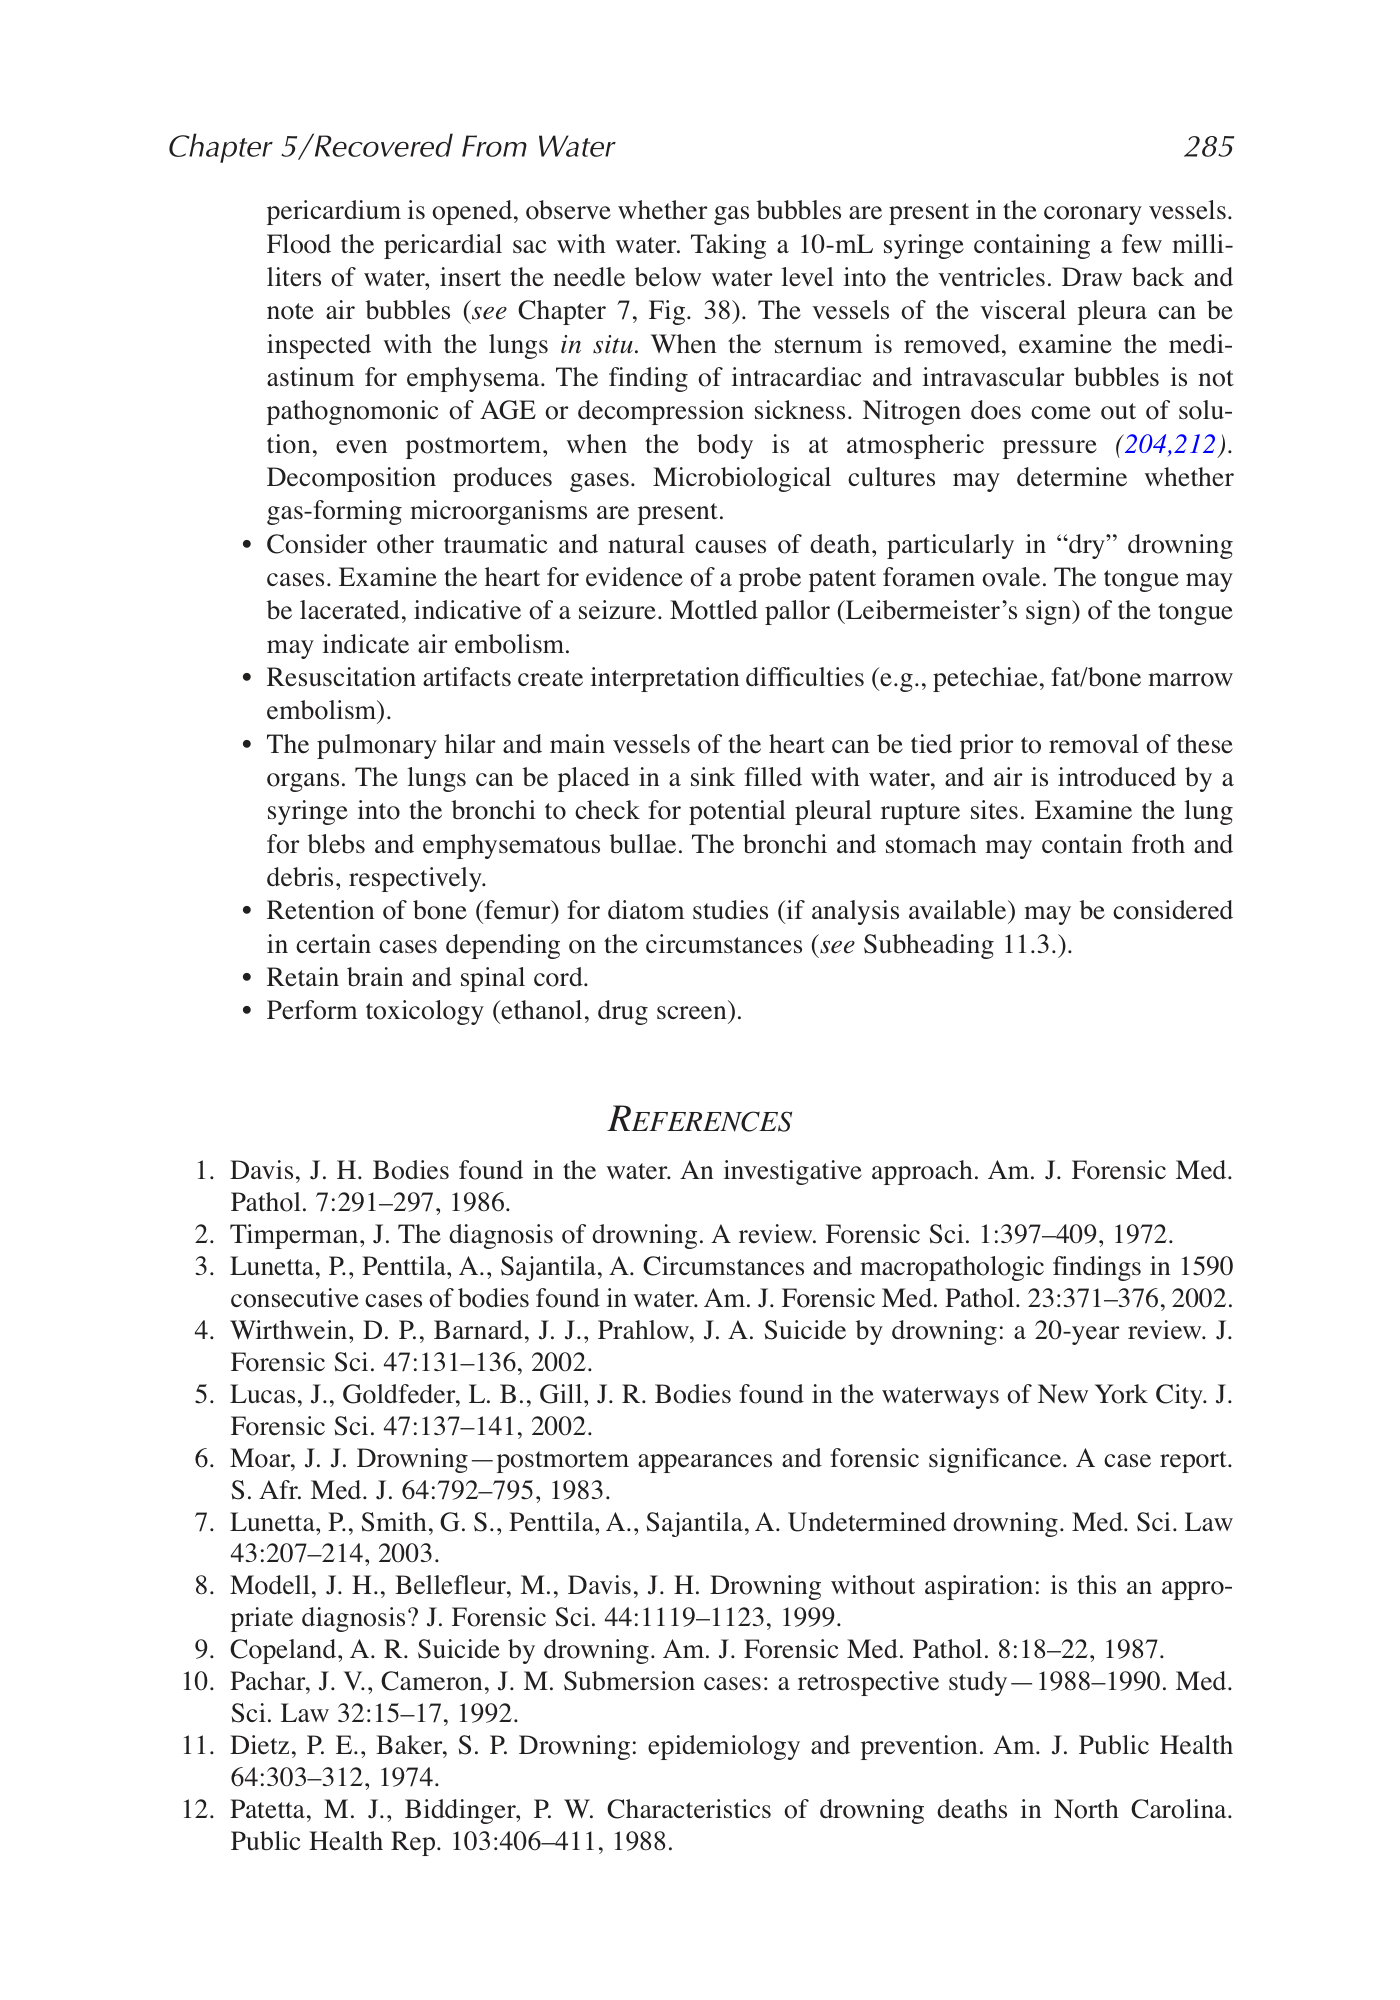 Chapter 5/Recovered From Water 285
pericardium is opened, observe whether gas bubbles are present in the coronary vessels.
Flood the pericardial sac with water. Taking a 10-mL syringe containing a few milli-
liters of water, insert the needle below water level into the ventricles. Draw back and
note air bubbles (see Chapter 7, Fig. 38). The vessels of the visceral pleura can be
inspected with the lungs in situ. When the sternum is removed, examine the medi-
astinum for emphysema. The finding of intracardiac and intravascular bubbles is not
pathognomonic of AGE or decompression sickness. Nitrogen does come out of solu-
tion, even postmortem, when the body is at atmospheric pressure (204,212).
Decomposition produces gases. Microbiological cultures may determine whether
gas-forming microorganisms are present.
• Consider other traumatic and natural causes of death, particularly in “dry” drowning
cases. Examine the heart for evidence of a probe patent foramen ovale. The tongue may
be lacerated, indicative of a seizure. Mottled pallor (Leibermeister’s sign) of the tongue
may indicate air embolism.
• Resuscitation artifacts create interpretation difficulties (e.g., petechiae, fat/bone marrow
embolism).
• The pulmonary hilar and main vessels of the heart can be tied prior to removal of these
organs. The lungs can be placed in a sink filled with water, and air is introduced by a
syringe into the bronchi to check for potential pleural rupture sites. Examine the lung
for blebs and emphysematous bullae. The bronchi and stomach may contain froth and
debris, respectively.
• Retention of bone (femur) for diatom studies (if analysis available) may be considered
in certain cases depending on the circumstances (see Subheading 11.3.).
• Retain brain and spinal cord.
• Perform toxicology (ethanol, drug screen).
REFERENCES
1. Davis, J. H. Bodies found in the water. An investigative approach. Am. J. Forensic Med.
Pathol. 7:291–297, 1986.
2. Timperman, J. The diagnosis of drowning. A review. Forensic Sci. 1:397–409, 1972.
3. Lunetta, P., Penttila, A., Sajantila, A. Circumstances and macropathologic findings in 1590
consecutive cases of bodies found in water. Am. J. Forensic Med. Pathol. 23:371–376, 2002.
4. Wirthwein, D. P., Barnard, J. J., Prahlow, J. A. Suicide by drowning: a 20-year review. J.
Forensic Sci. 47:131–136, 2002.
5. Lucas, J., Goldfeder, L. B., Gill, J. R. Bodies found in the waterways of New York City. J.
Forensic Sci. 47:137–141, 2002.
6. Moar, J. J. Drowning—postmortem appearances and forensic significance. A case report.
S. Afr. Med. J. 64:792–795, 1983.
7. Lunetta, P., Smith, G. S., Penttila, A., Sajantila, A. Undetermined drowning. Med. Sci. Law
43:207–214, 2003.
8. Modell, J. H., Bellefleur, M., Davis, J. H. Drowning without aspiration: is this an appro-
priate diagnosis? J. Forensic Sci. 44:1119–1123, 1999.
9. Copeland, A. R. Suicide by drowning. Am. J. Forensic Med. Pathol. 8:18–22, 1987.
10. Pachar, J. V., Cameron, J. M. Submersion cases: a retrospective study—1988–1990. Med.
Sci. Law 32:15–17, 1992.
11. Dietz, P. E., Baker, S. P. Drowning: epidemiology and prevention. Am. J. Public Health
64:303–312, 1974.
12. Patetta, M. J., Biddinger, P. W. Characteristics of drowning deaths in North Carolina.
Public Health Rep. 103:406–411, 1988.